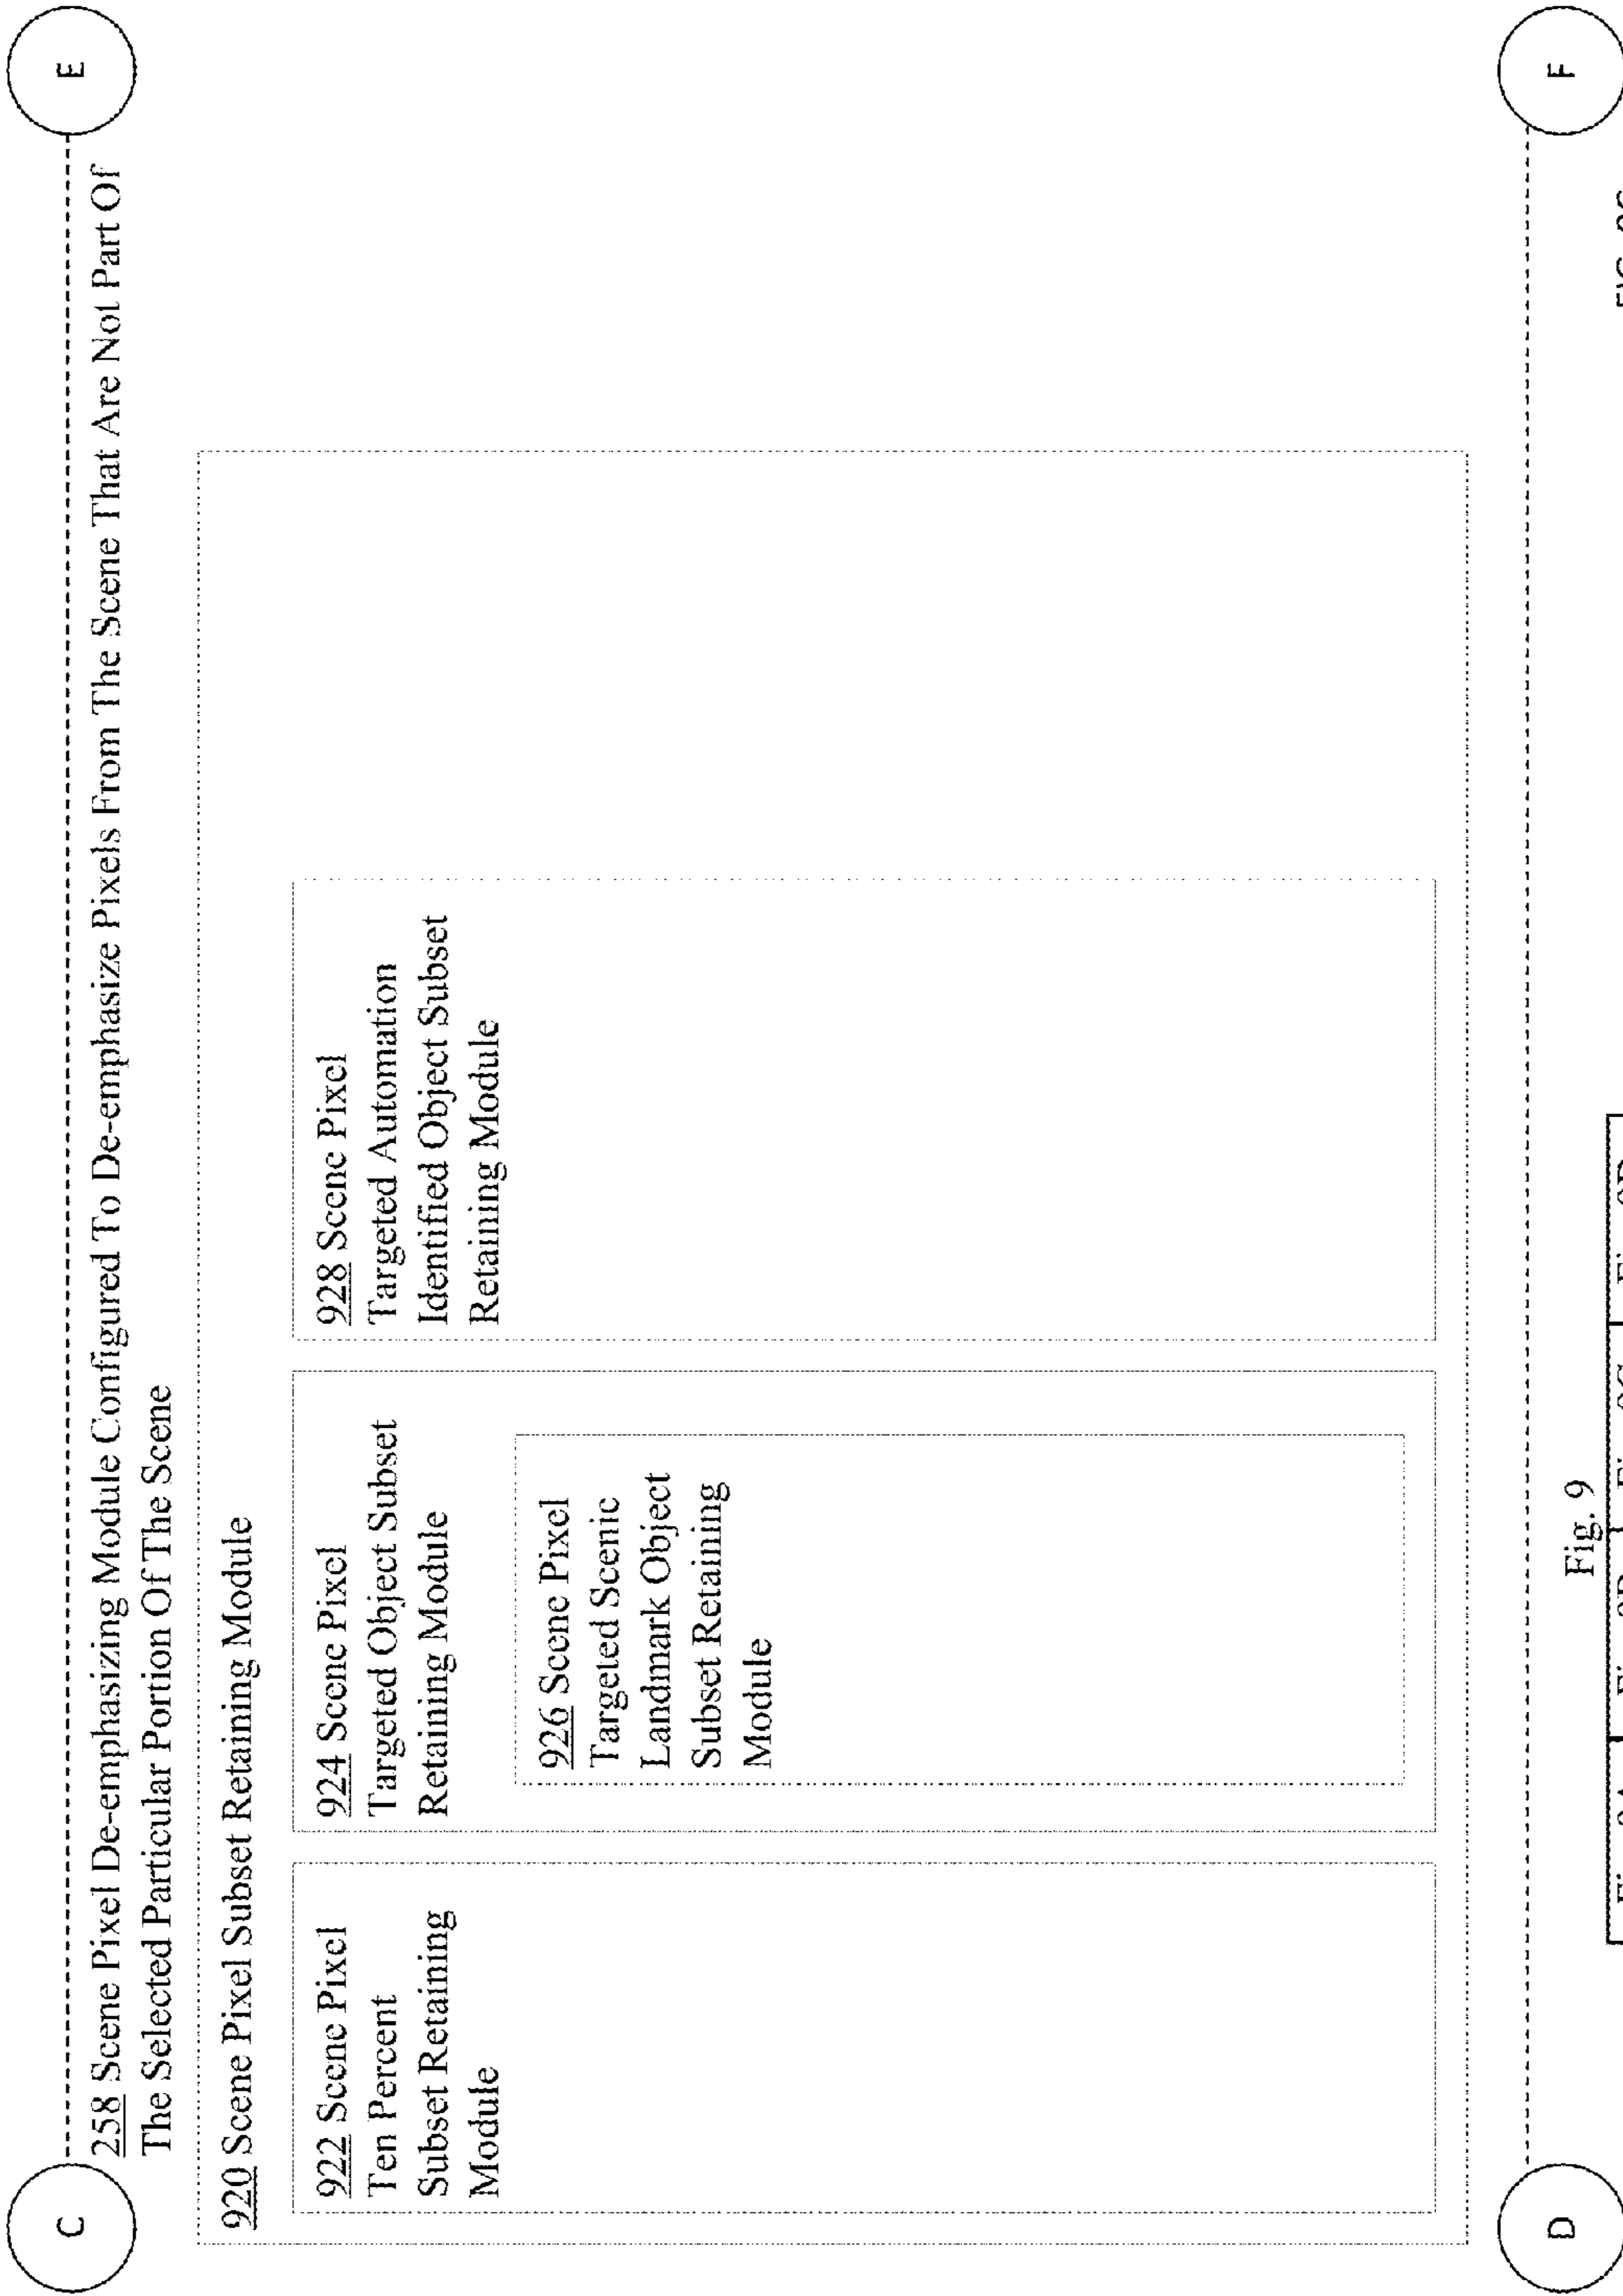 C
E
258 Scene Pixel De-emphasizing Module Configured To De-emphasize Pixels From The Scene That Are Not Part Of
The Selected Particular Portion Of The Scene
920 Scene Pixel Subset Retaining Module
922 Scene Pixel
Ten Percent
Subset Retaining
Module
924 Scene Pixel
Targeted Object Subset
Retaining Module
926 Scene Pixel
Targeted Scenic
Landmark Object
Subset Retaining
Module
928 Scene Pixel
Targeted Automation
Identified Object Subset
Retaining Module
D
F
Fig. 9